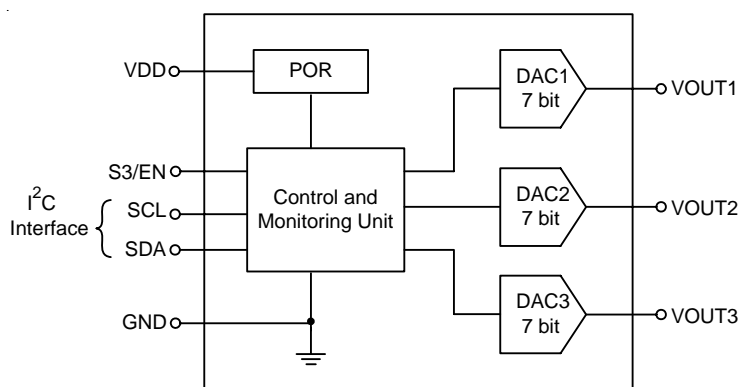 VDD
POR
S3/EN
I²C
Interface
SCL
SDA
GND
Control and
Monitoring Unit
DAC1
7 bit
DAC2
7 bit
DAC3
7 bit
VOUT1
VOUT2
VOUT3